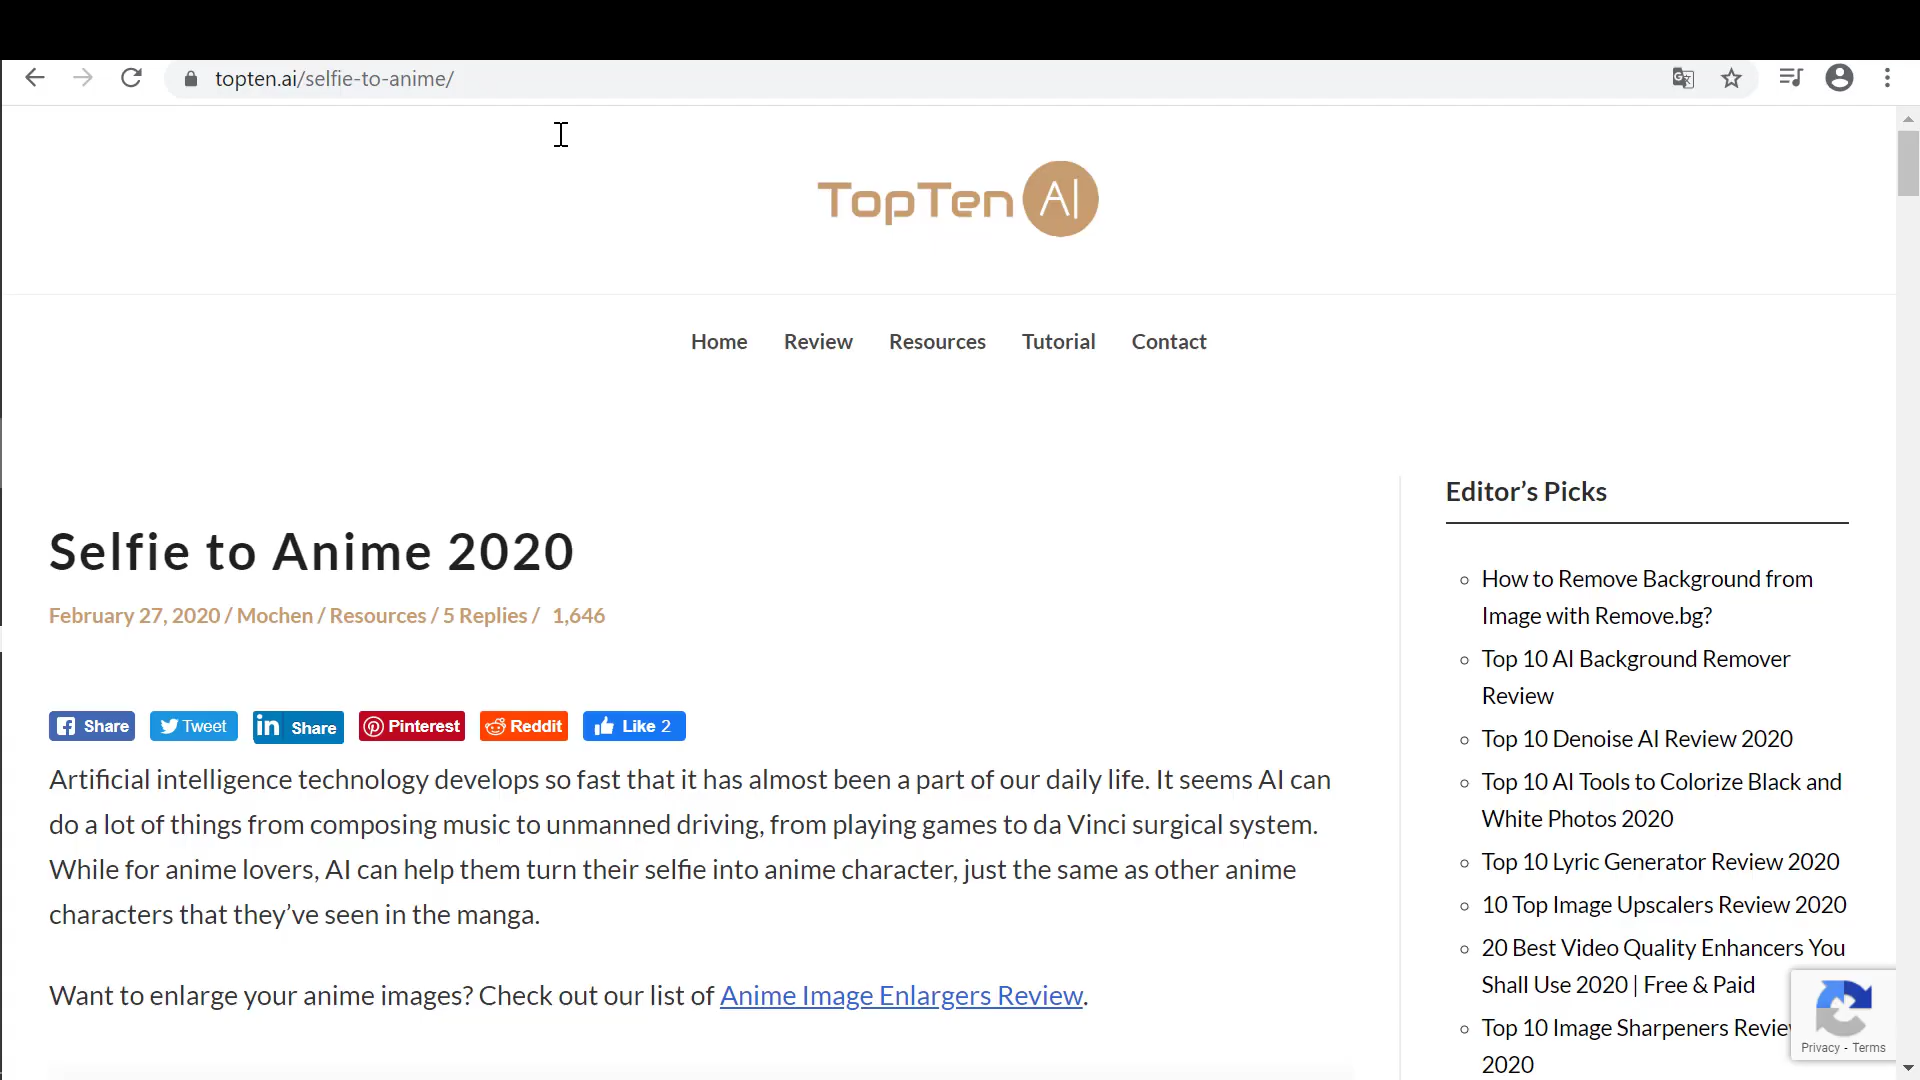 topten.ai/selfie-to-anime/
TopTen AI
Home Review Resources Tutorial Contact
Selfie to Anime 2020
February 27, 2020 / Mochen / Resources / 5 Replies / 1,646
Share Tweet in Share Pinterest Reddit Like 2
Artificial intelligence technology develops so fast that it has almost been a part of our daily life. It seems AI can
do a lot of things from composing music to unmanned driving, from playing games to da Vinci surgical system.
While for anime lovers, AI can help them turn their selfie into anime character, just the same as other anime
characters that they’ve seen in the manga.
Want to enlarge your anime images? Check out our list of Anime Image Enlargers Review.
Editor’s Picks
How to Remove Background from
Image with Remove.bg?
Top 10 AI Background Remover
Review
Top 10 Denoise AI Review 2020
Top 10 AI Tools to Colorize Black and
White Photos 2020
Top 10 Lyric Generator Review 2020
10 Top Image Upscalers Review 2020
20 Best Video Quality Enhancers You
Shall Use 2020 | Free & Paid
Top 10 Image Sharpeners Review
2020
Privacy - Terms